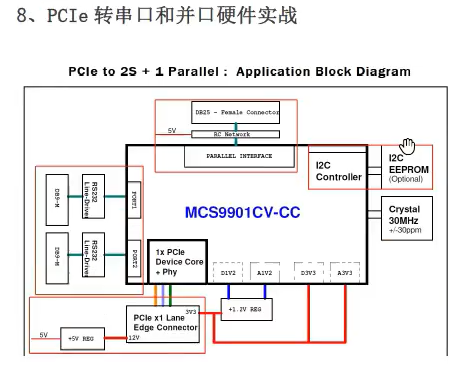 8、PCIe 转串口和并口硬件实战
PCIe to 2S + 1 Parallel : Application Block Diagram
DB25 - Female Connector
5V
RC Network
PARALLEL INTERFACE
I2C
Controller
I2C
EEPROM
(Optional)
MCS9901CV-CC
Crystal
30MHz
+/-30ppm
DB9-M
RS232
Line-Driver
PORT1
DB9-M
RS232
Line-Driver
PORT2
1x PCIe
Device Core
+ Phy
D1V2
A1V2
D3V3
A3V3
+1.2V REG
PCIe x1 Lane
Edge Connector
3V3
12V
5V
+5V REG